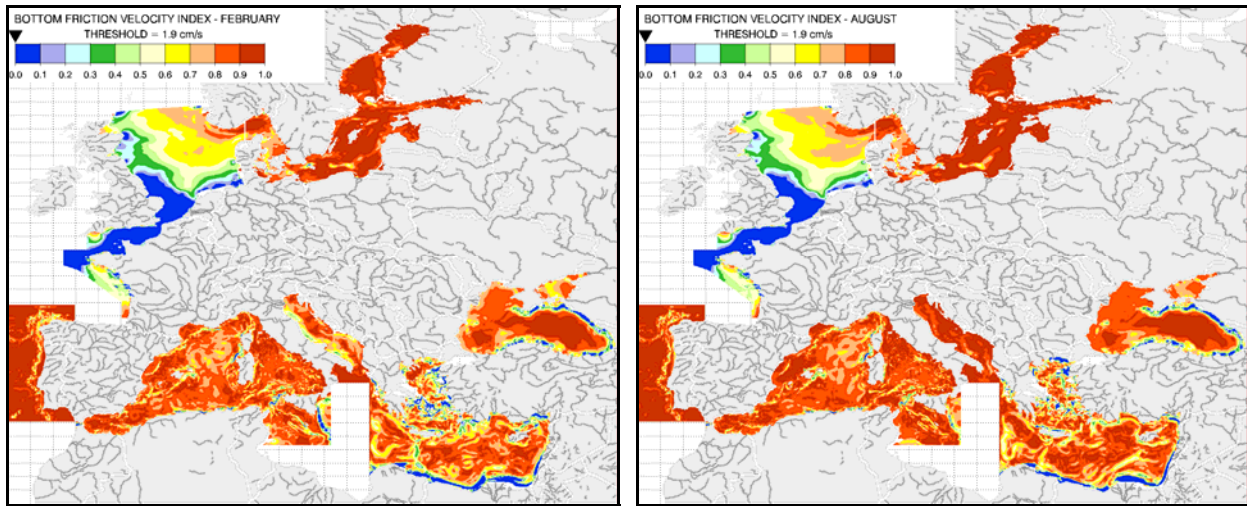 BOTTOM FRICTION VELOCITY INDEX - FEBRUARY
THRESHOLD = 1.9 cm/s
0.0 0.1 0.2 0.3 0.4 0.5 0.6 0.7 0.8 0.9 1.0
BOTTOM FRICTION VELOCITY INDEX - AUGUST
THRESHOLD = 1.9 cm/s
0.0 0.1 0.2 0.3 0.4 0.5 0.6 0.7 0.8 0.9 1.0